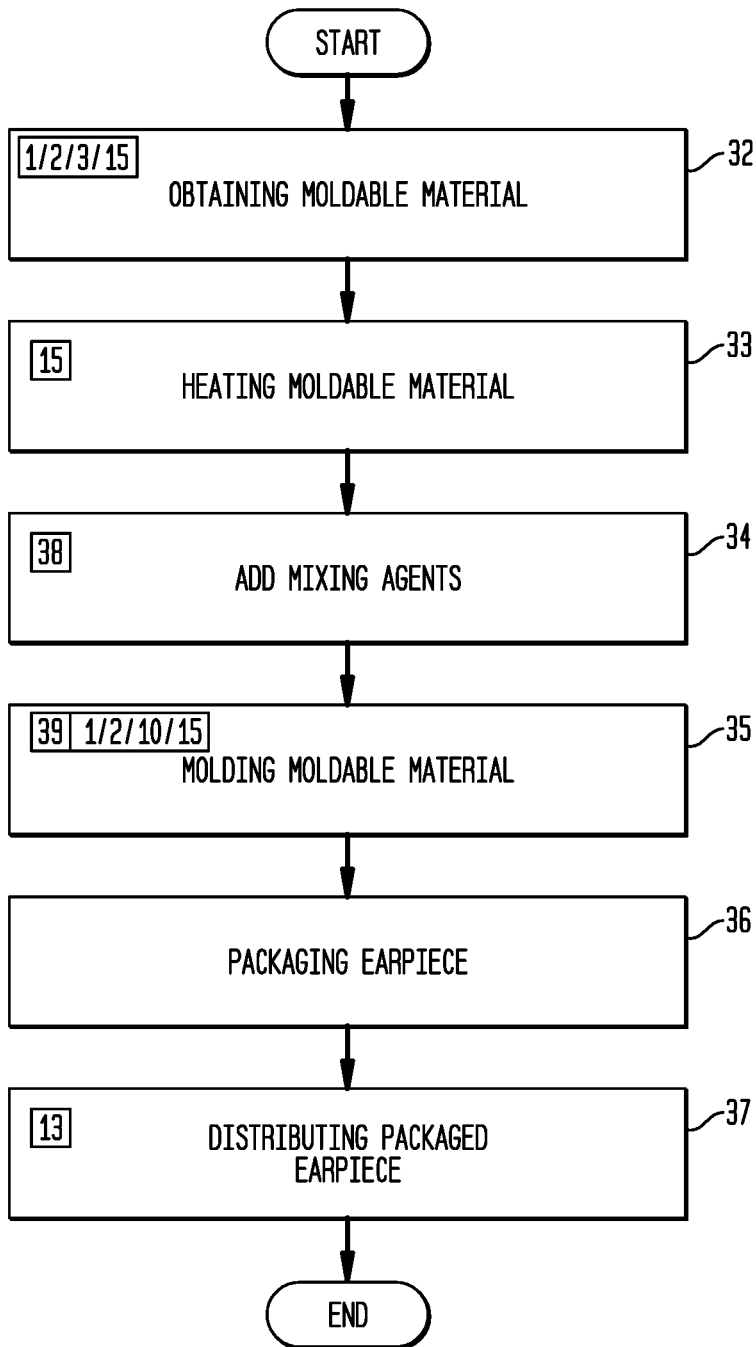 START
1/2/3/15
OBTAINING MOLDABLE MATERIAL
32
15
HEATING MOLDABLE MATERIAL
33
38
ADD MIXING AGENTS
34
39 1/2/10/15
MOLDING MOLDABLE MATERIAL
35
PACKAGING EARPIECE
36
13
DISTRIBUTING PACKAGED
EARPIECE
37
END